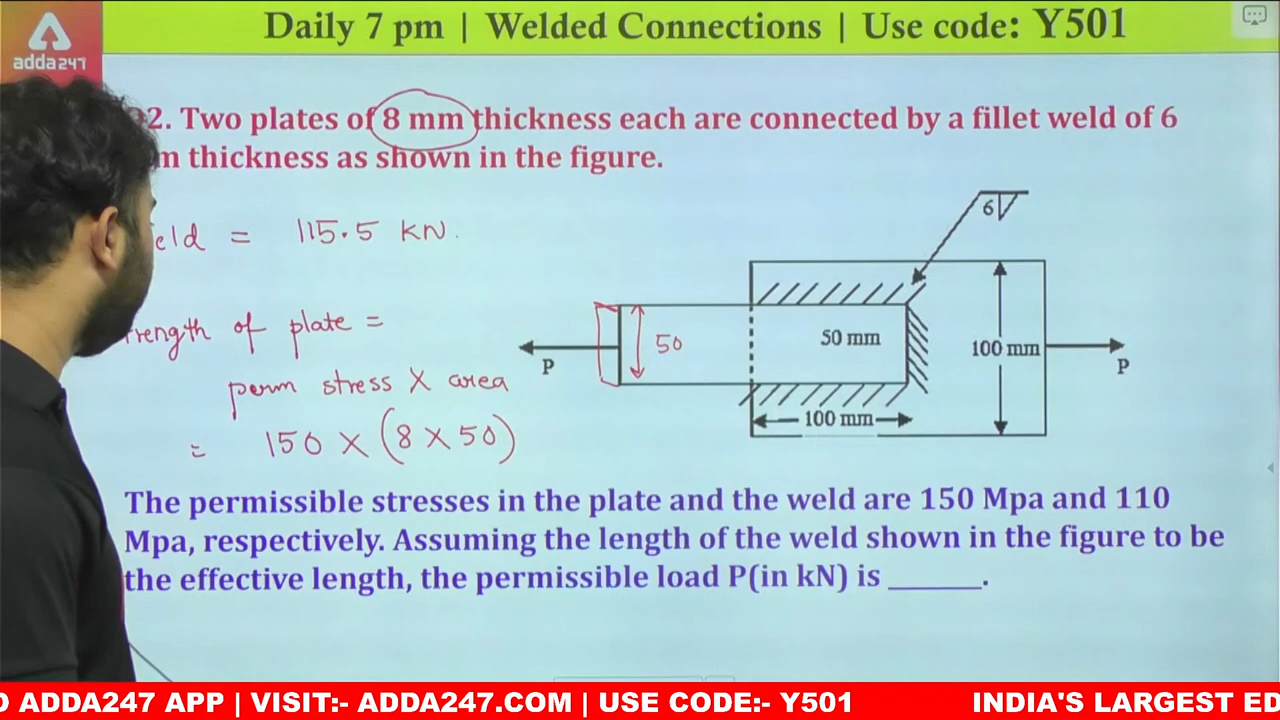 Daily 7 pm | Welded Connections | Use code: Y501
adda247
2. Two plates of 8 mm thickness each are connected by a fillet weld of 6
thickness as shown in the figure.
= 115.5 kN.
of plate =
perm stress X area
= 150 X (8 X 50)
6
50
50 mm
100 mm
P
P
100 mm
The permissible stresses in the plate and the weld are 150 Mpa and 110
Mpa, respectively. Assuming the length of the weld shown in the figure to be
the effective length, the permissible load P(in kN) is ______.
ADDA247 APP | VISIT:- ADDA247.COM | USE CODE:- Y501 INDIA'S LARGEST